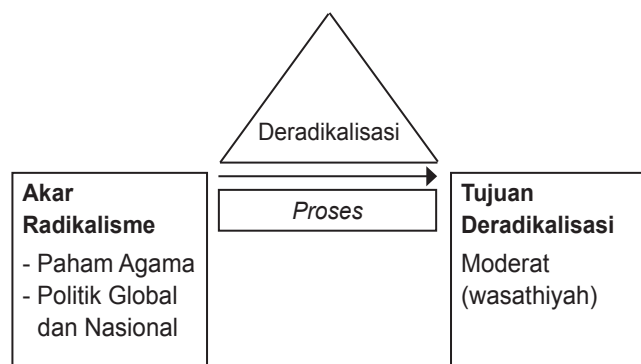 Deradikalisasi
Akar
Radikalisme
- Paham Agama
- Politik Global
dan Nasional
Proses
Tujuan
Deradikalisasi
Moderat
(wasathiyah)